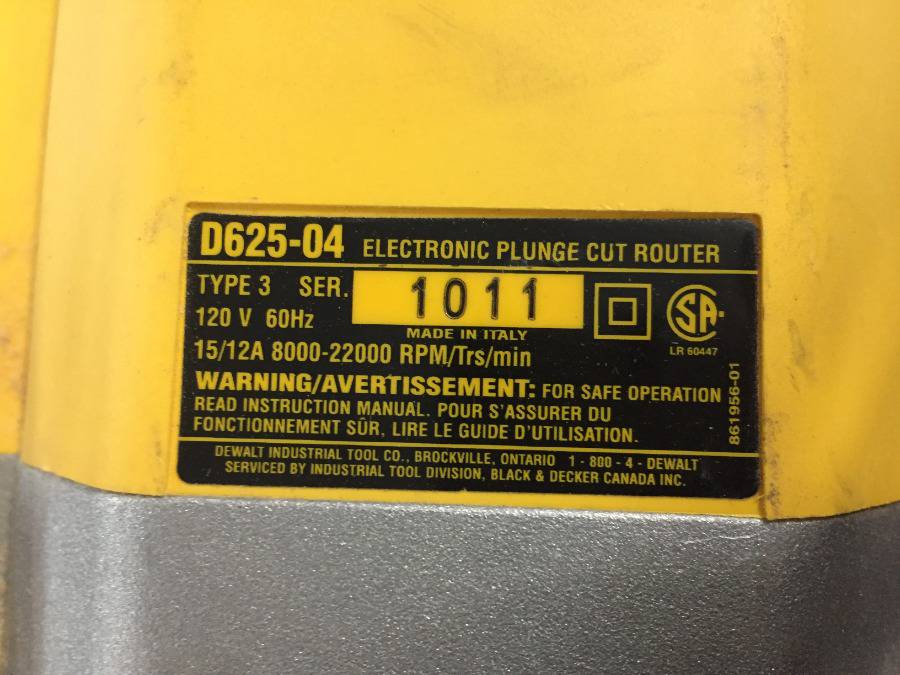 D625-04 ELECTRONIC PLUNGE CUT ROUTER
TYPE 3 SER. 1011
120 V 60Hz
MADE IN ITALY
15/12A 8000-22000 RPM/Trs/min
SA
LR 60447
WARNING/AVERTISSEMENT: FOR SAFE OPERATION
READ INSTRUCTION MANUAL. POUR S'ASSURER DU
FONCTIONNEMENT SÛR, LIRE LE GUIDE D'UTILISATION.
861956-01
DEWALT INDUSTRIAL TOOL CO., BROCKVILLE, ONTARIO 1 - 800 - 4 - DEWALT
SERVICED BY INDUSTRIAL TOOL DIVISION, BLACK & DECKER CANADA INC.